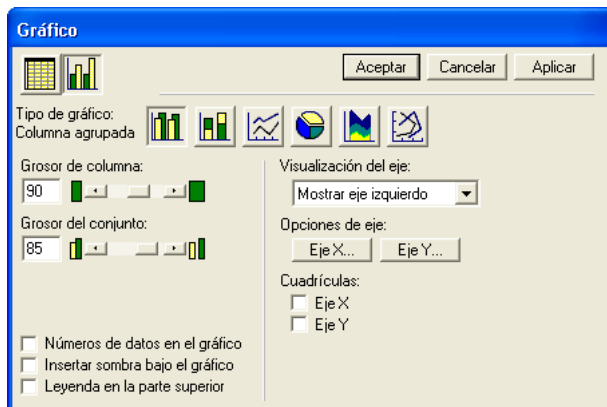 Gráfico
Aceptar
Cancelar
Aplicar
Tipo de gráfico:
Columna agrupada
Grosor de columna:
90
Grosor del conjunto:
85
Números de datos en el gráfico
Insertar sombra bajo el gráfico
Leyenda en la parte superior
Visualización del eje:
Mostrar eje izquierdo
Opciones de eje:
Eje X...
Eje Y...
Cuadrículas:
Eje X
Eje Y